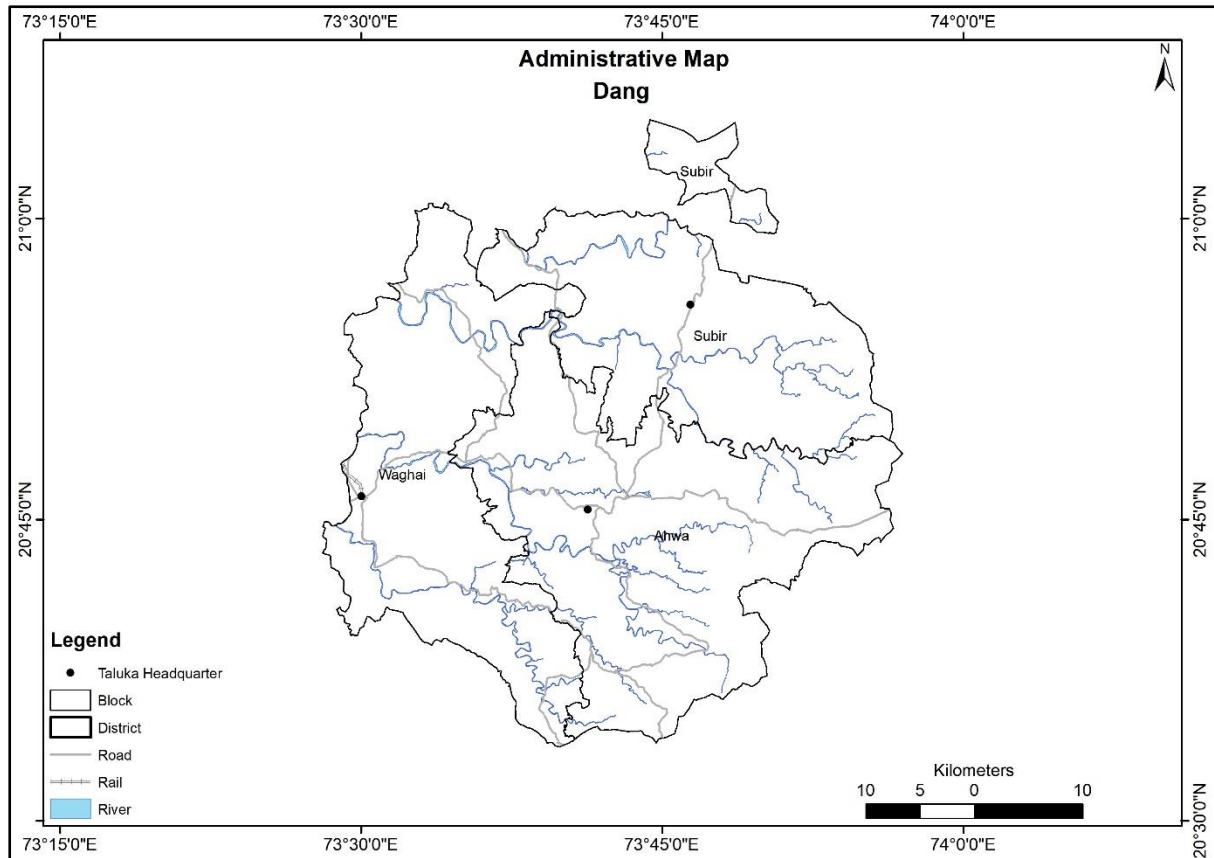 73°15'0"E 73°30'0"E 73°45'0"E 74°0'0"E
Administrative Map
Dang
N
Subir
21°0'0"N 21°0'0"N
Subir
Waghai
20°45'0"N 20°45'0"N
Ahwa
Legend
Taluka Headquarter
Block
District
Road
Rail
River
Kilometers
10 5 0 10
20°30'0"N
73°15'0"E 73°30'0"E 73°45'0"E 74°0'0"E